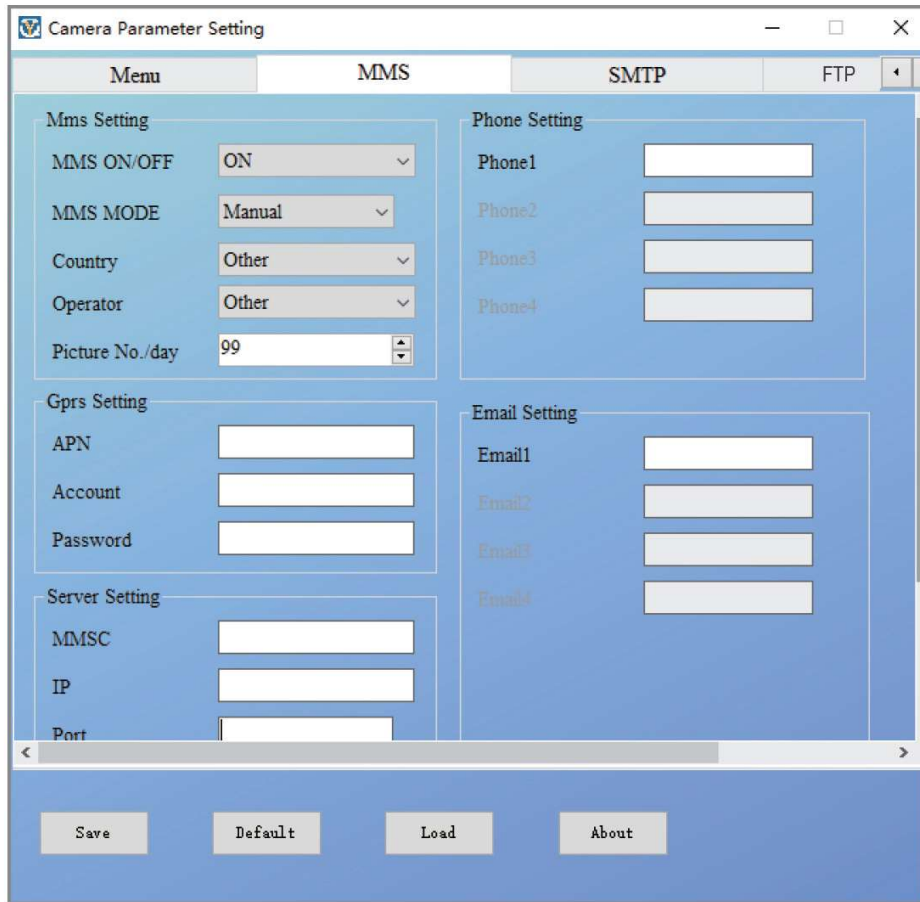 Camera Parameter Setting
Menu MMS SMTP FTP
Mms Setting
MMS ON/OFF ON
MMS MODE Manual
Country Other
Operator Other
Picture No./day 99
Gprs Setting
APN
Account
Password
Server Setting
MMSC
IP
Port
Phone Setting
Phone1
Phone2
Phone3
Phone4
Email Setting
Email1
Email2
Email3
Email4
Save Default Load About